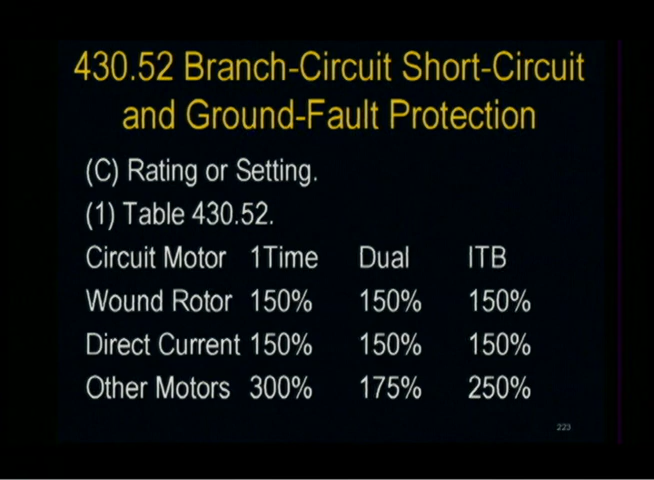 430.52 Branch-Circuit Short-Circuit
and Ground-Fault Protection
(C) Rating or Setting.
(1) Table 430.52.
Circuit Motor 1Time Dual ITB
Wound Rotor 150% 150% 150%
Direct Current 150% 150% 150%
Other Motors 300% 175% 250%
223